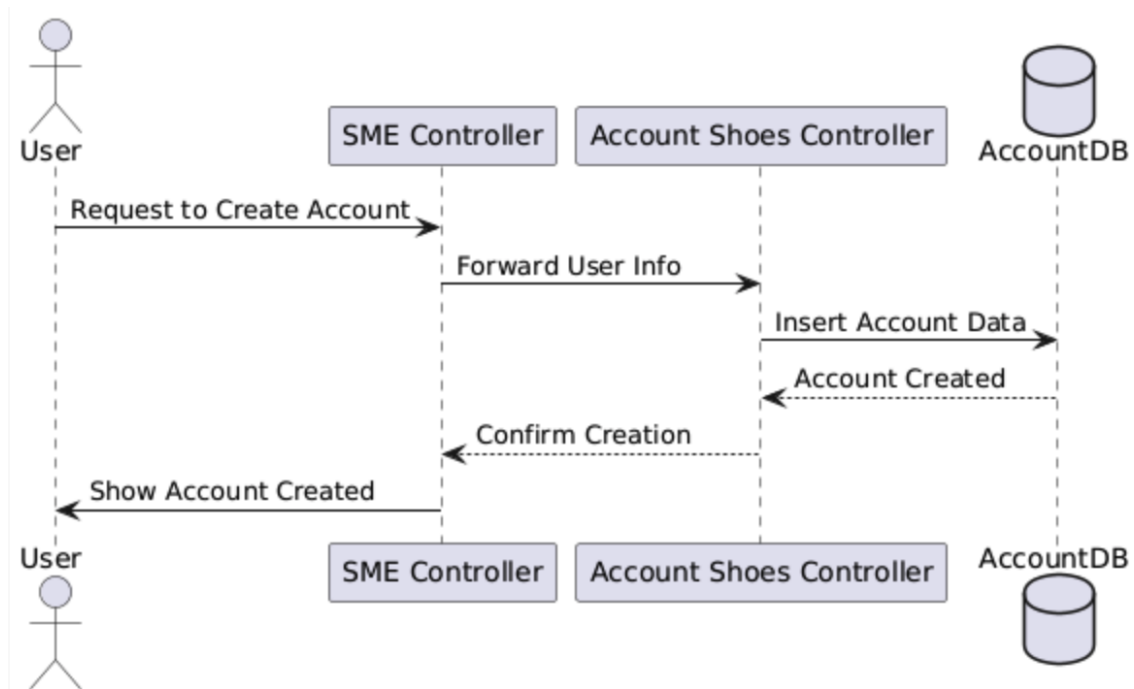 User
SME Controller
Account Shoes Controller
AccountDB
Request to Create Account
Forward User Info
Insert Account Data
Account Created
Confirm Creation
Show Account Created
User
SME Controller
Account Shoes Controller
AccountDB